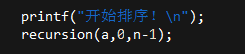 printf("开始排序！\n");
recursion(a,0,n-1);